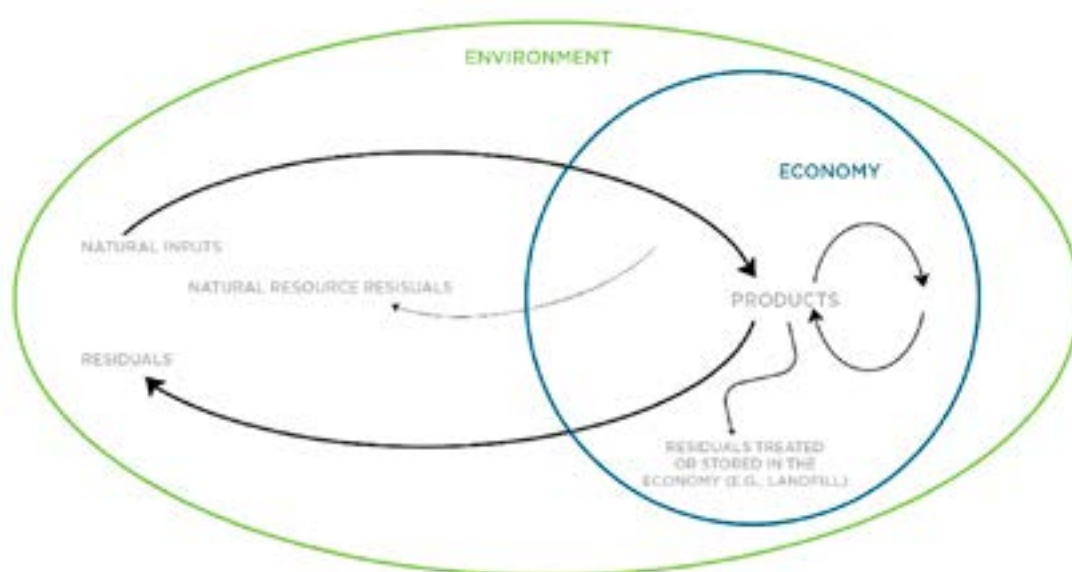 ENVIRONMENT
ECONOMY
NATURAL INPUTS
NATURAL RESOURCE RESISUALS
PRODUCTS
RESIDUALS
RESIDUALS TREATED
OR STORED IN THE
ECONOMY (E.G., LANDFILL)